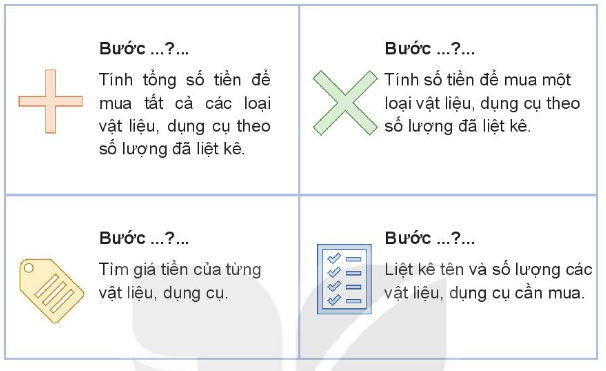 Bước ...?...
Tính tổng số tiền để
mua tất cả các loại
vật liệu, dụng cụ theo
số lượng đã liệt kê.
Bước ...?...
Tính số tiền để mua một
loại vật liệu, dụng cụ theo
số lượng đã liệt kê.
Bước ...?...
Tìm giá tiền của từng
vật liệu, dụng cụ.
Bước ...?...
Liệt kê tên và số lượng các
vật liệu, dụng cụ cần mua.